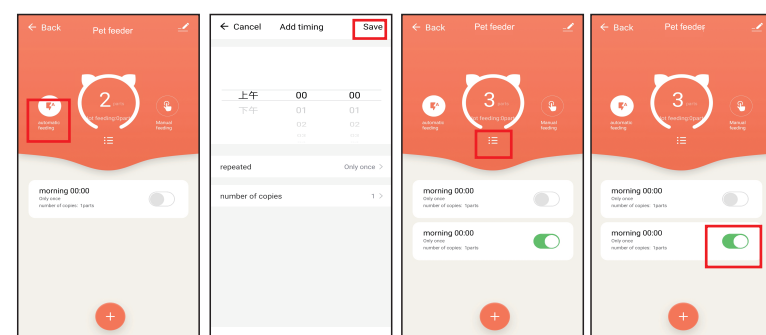 ← Back
Pet feeder
2
automatic
feeding
Manual
feeding
morning 00:00
Only once
number of copies: 1parts
+
← Cancel
Add timing
Save
上午 00 00
下午 01 01
02 02
repeated
Only once >
number of copies
1 >
← Back
Pet feeder
3
automatic
feeding
Manual
feeding
morning 00:00
Only once
number of copies: 1parts
morning 00:00
Only once
number of copies: 1parts
+
← Back
Pet feeder
3
automatic
feeding
Manual
feeding
morning 00:00
Only once
number of copies: 1parts
morning 00:00
Only once
number of copies: 1parts
+